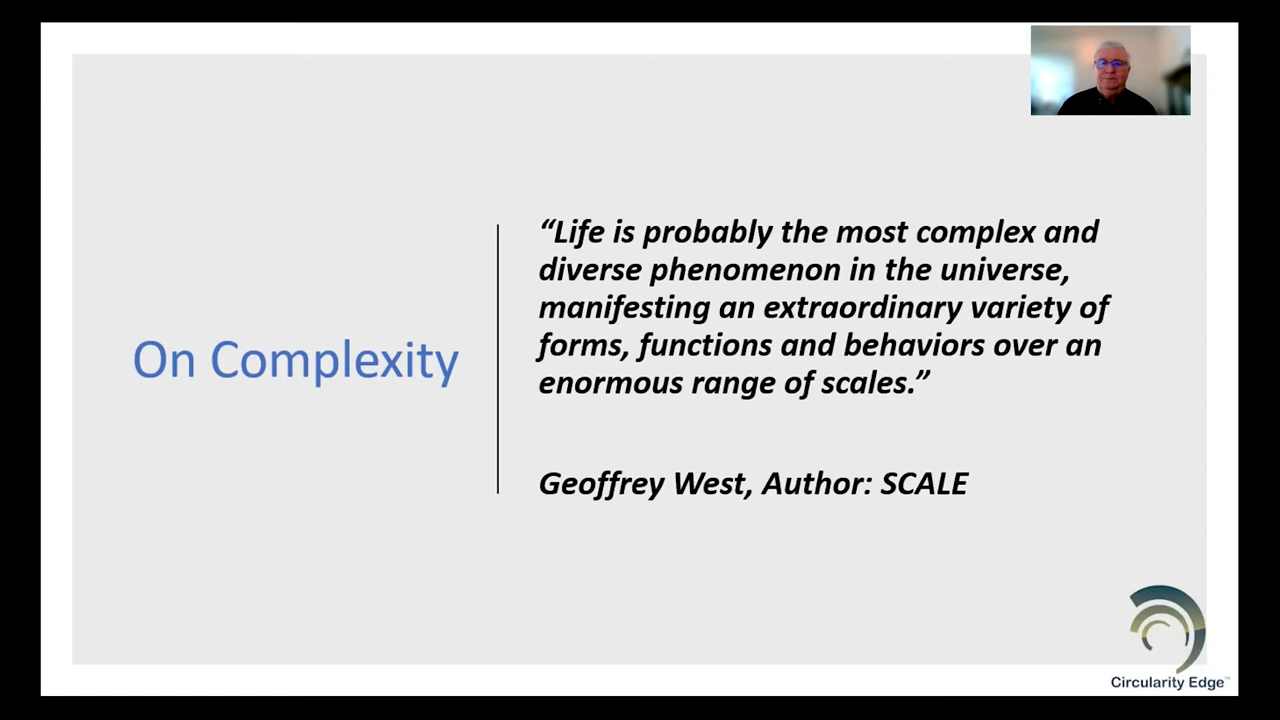 On Complexity
“Life is probably the most complex and
diverse phenomenon in the universe,
manifesting an extraordinary variety of
forms, functions and behaviors over an
enormous range of scales.”
Geoffrey West, Author: SCALE
Circularity Edge™